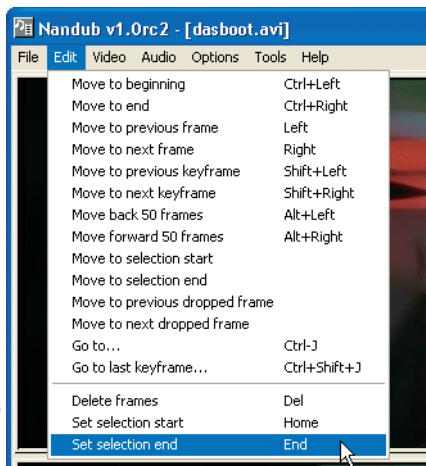 Nandub v1.0rc2 - [dasboot.avi]
File Edit Video Audio Options Tools Help
Move to beginning Ctrl+Left
Move to end Ctrl+Right
Move to previous frame Left
Move to next frame Right
Move to previous keyframe Shift+Left
Move to next keyframe Shift+Right
Move back 50 frames Alt+Left
Move forward 50 frames Alt+Right
Move to selection start
Move to selection end
Move to previous dropped frame
Move to next dropped frame
Go to... Ctrl-J
Go to last keyframe... Ctrl+Shift+J
Delete frames Del
Set selection start Home
Set selection end End